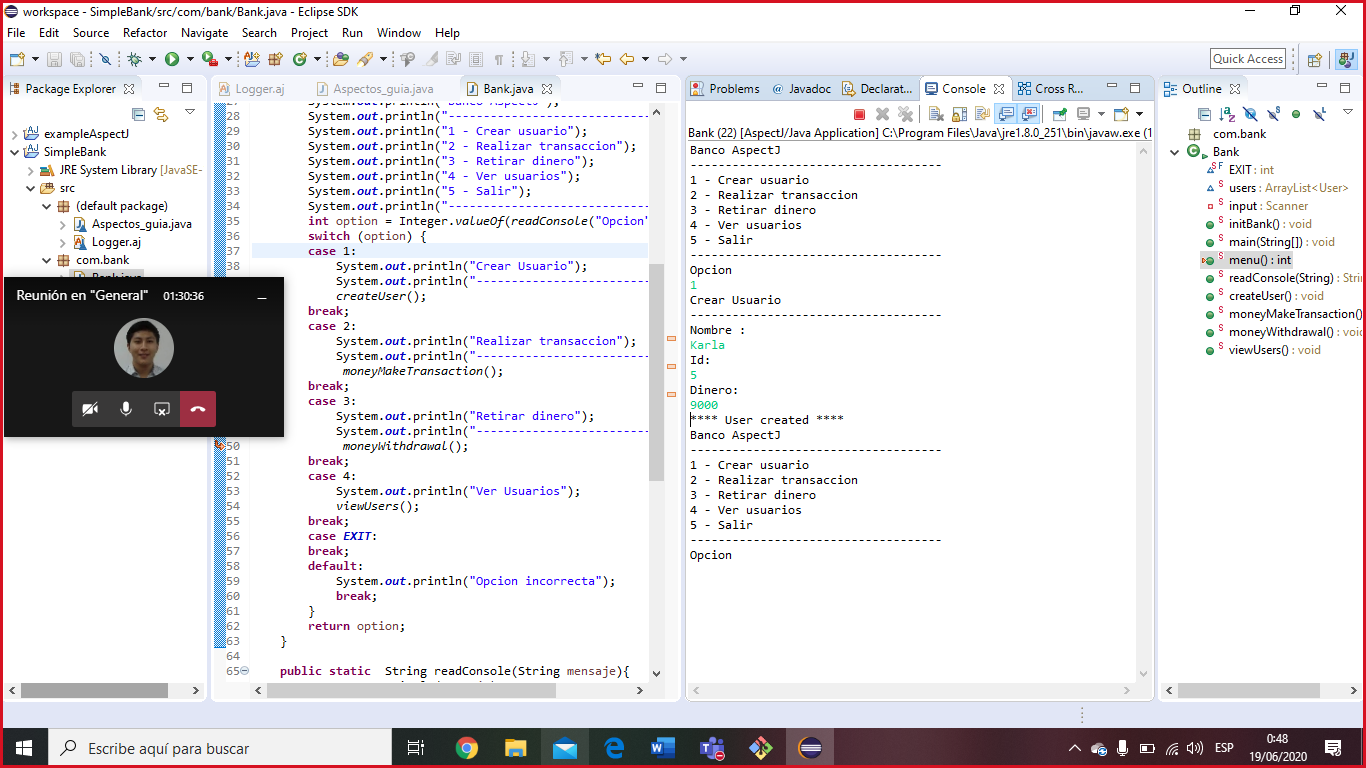 workspace - SimpleBank/src/com/bank/Bank.java - Eclipse SDK
File Edit Source Refactor Navigate Search Project Run Window Help
Quick Access
Package Explorer
exampleAspectJ
SimpleBank
JRE System Library [JavaSE-
src
(default package)
Aspectos_guia.java
Logger.aj
com.bank
Reunión en "General" 01:30:36
Logger.aj Aspectos_guia.java Bank.java
System.out.println("Banco AspectJ");
28 System.out.println("------------------------------------
29 System.out.println("1 - Crear usuario");
30 System.out.println("2 - Realizar transaccion");
31 System.out.println("3 - Retirar dinero");
32 System.out.println("4 - Ver usuarios");
33 System.out.println("5 - Salir");
34 System.out.println("------------------------------------
35 int option = Integer.valueOf(readConsole("Opcion"
36 switch (option) {
37 case 1:
38 System.out.println("Crear Usuario");
System.out.println("------------------------
createUser();
break;
case 2:
System.out.println("Realizar transaccion");
System.out.println("------------------------
moneyMakeTransaction();
break;
case 3:
System.out.println("Retirar dinero");
System.out.println("------------------------
50 moneyWithdrawal();
51 break;
52 case 4:
53 System.out.println("Ver Usuarios");
54 viewUsers();
55 break;
56 case EXIT:
57 break;
58 default:
59 System.out.println("Opcion incorrecta");
60 break;
61 }
62 return option;
63 }
64
65 public static String readConsole(String mensaje){
Problems Javadoc Declarat... Console Cross R...
Bank (22) [AspectJ/Java Application] C:\Program Files\Java\jre1.8.0_251\bin\javaw.exe (1
Banco AspectJ
------------------------------------
1 - Crear usuario
2 - Realizar transaccion
3 - Retirar dinero
4 - Ver usuarios
5 - Salir
------------------------------------
Opcion
1
Crear Usuario
------------------------------------
Nombre :
Karla
Id:
5
Dinero:
9000
**** User created ****
Banco AspectJ
------------------------------------
1 - Crear usuario
2 - Realizar transaccion
3 - Retirar dinero
4 - Ver usuarios
5 - Salir
------------------------------------
Opcion
Outline
com.bank
Bank
EXIT : int
users : ArrayList<User>
input : Scanner
initBank() : void
main(String[]) : void
menu() : int
readConsole(String) : Strin
createUser() : void
moneyMakeTransaction()
moneyWithdrawal() : voic
viewUsers() : void
Escribe aquí para buscar
ESP
0:48
19/06/2020